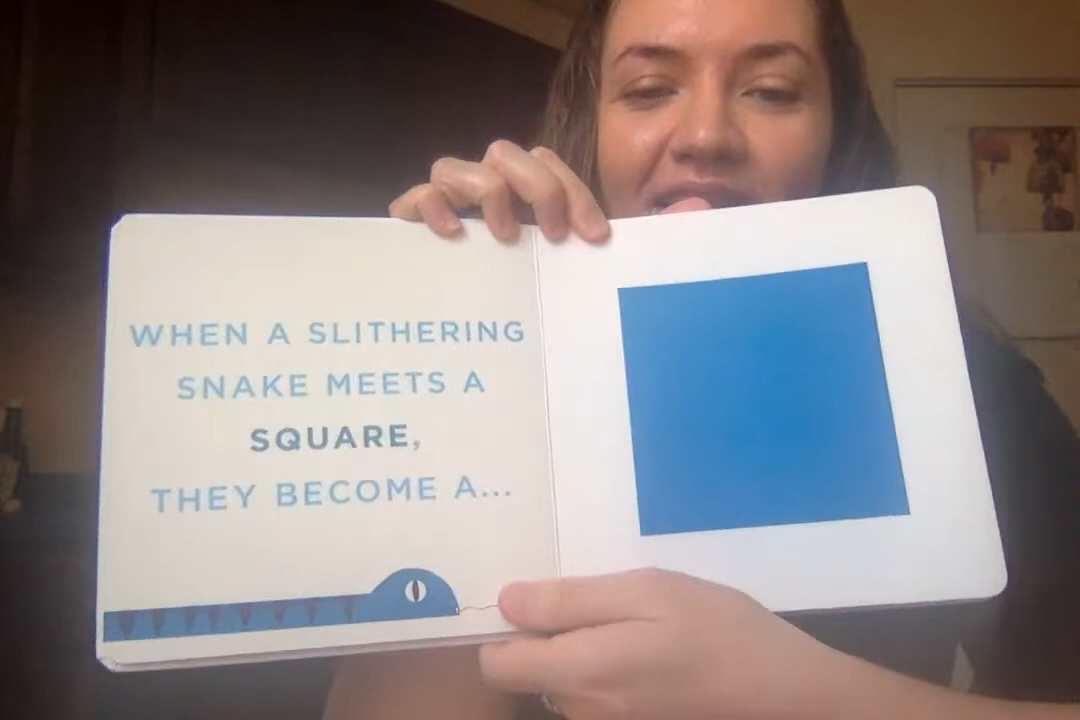 WHEN A SLITHERING
SNAKE MEETS A
SQUARE,
THEY BECOME A...